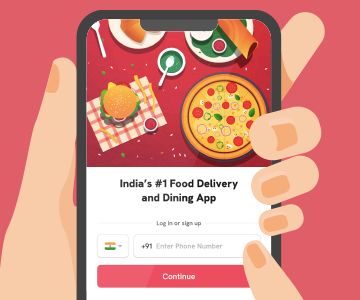 India's #1 Food Delivery
and Dining App
Log in or sign up
+91 Enter Phone Number
Continue